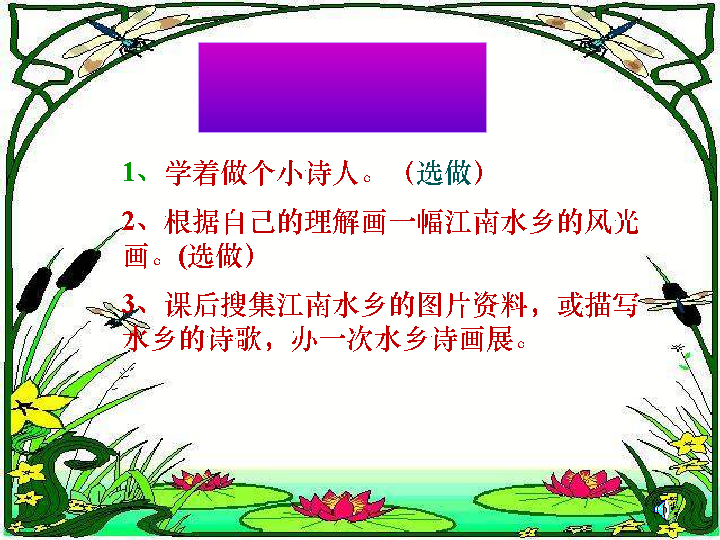 1、学着做个小诗人。（选做）
2、根据自己的理解画一幅江南水乡的风光
画。(选做）
3、课后搜集江南水乡的图片资料，或描写
水乡的诗歌，办一次水乡诗画展。